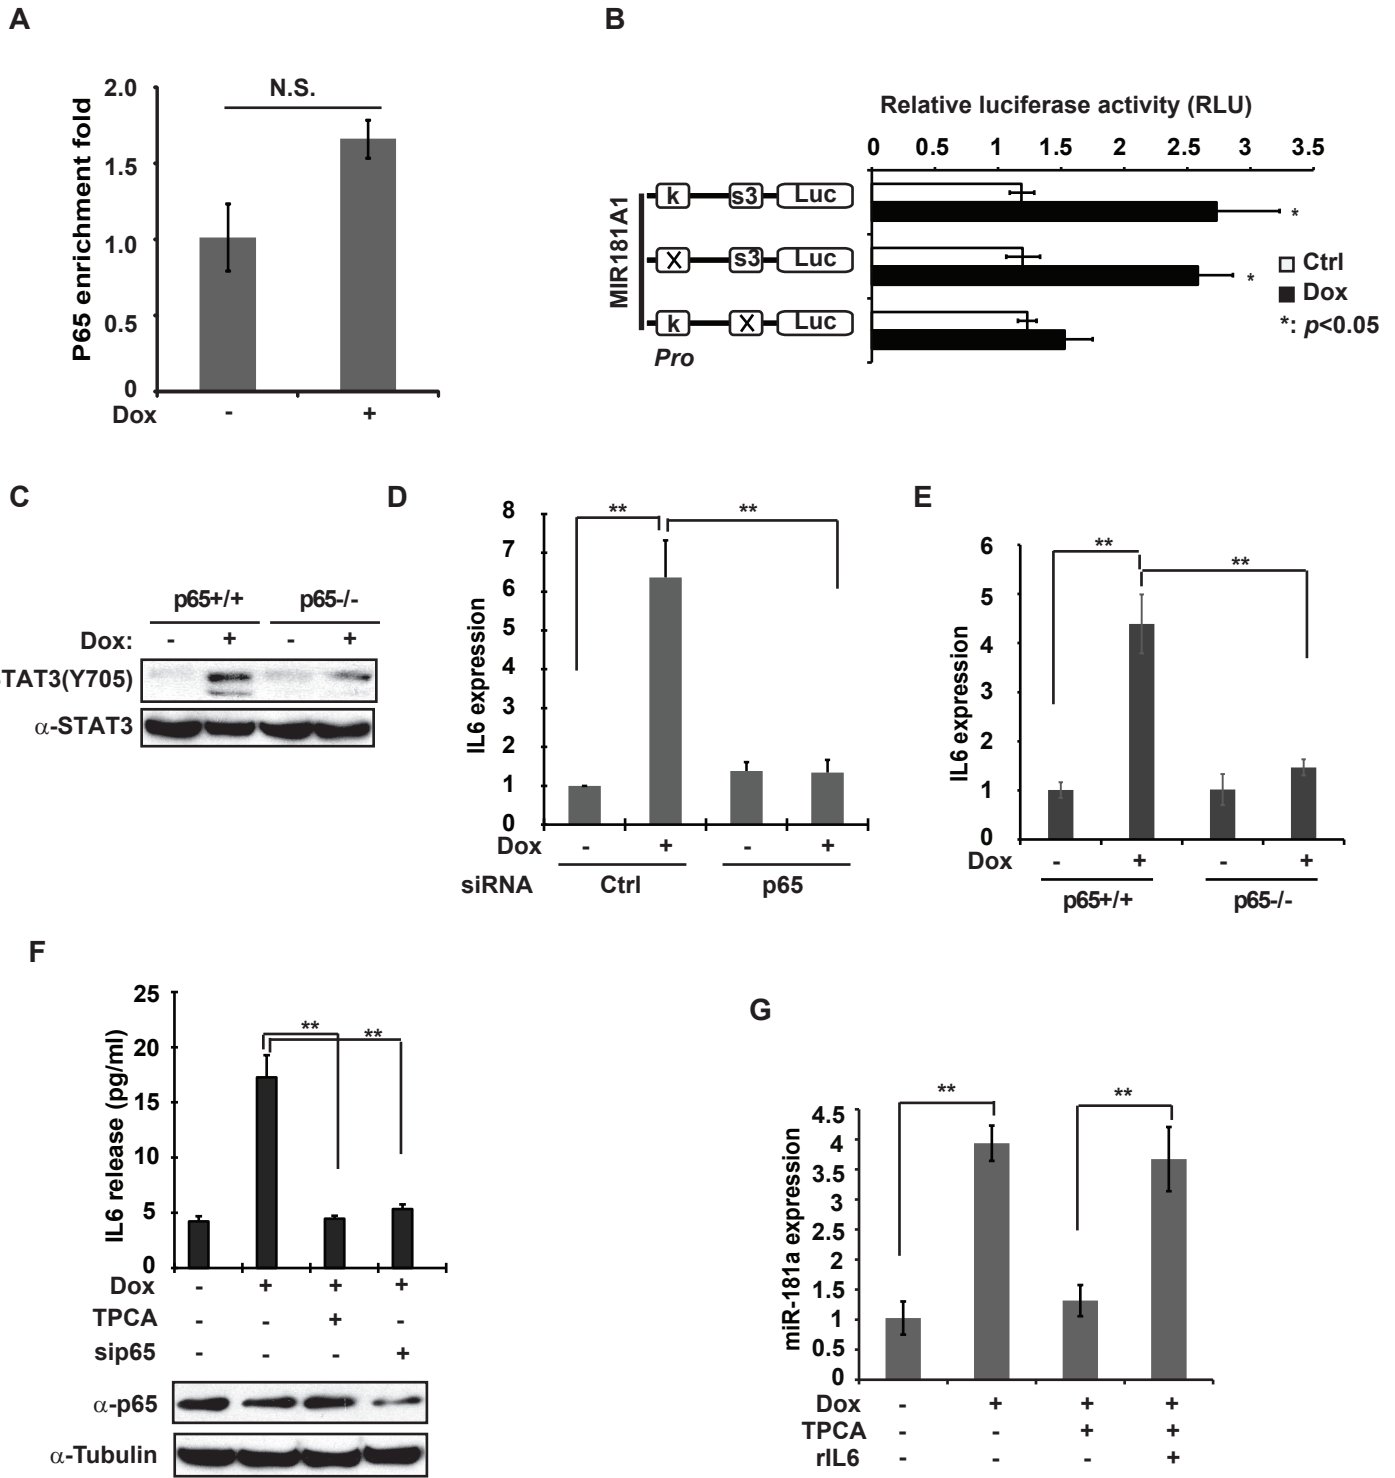 A
P65 enrichment fold
2.0
1.5
1.0
0.5
0
N.S.
Dox - +
B
Relative luciferase activity (RLU)
0 0.5 1 1.5 2 2.5 3 3.5
MIR181A1
k s3 Luc
X s3 Luc
k X Luc
Pro
*
*
Ctrl
Dox
*: p<0.05
C
p65+/+ p65-/-
Dox: - + - +
TAT3(Y705)
α-STAT3
D
IL6 expression
8
7
6
5
4
3
2
1
0
** **
Dox - + - +
siRNA Ctrl p65
E
IL6 expression
6
5
4
3
2
1
0
** **
Dox - + - +
p65+/+ p65-/-
F
IL6 release (pg/ml)
25
20
15
10
5
0
** **
Dox - + + +
TPCA - - + -
sip65 - - - +
α-p65
α-Tubulin
G
miR-181a expression
4.5
4
3.5
3
2.5
2
1.5
1
0.5
0
** **
Dox - + + +
TPCA - - + +
rIL6 - - - +